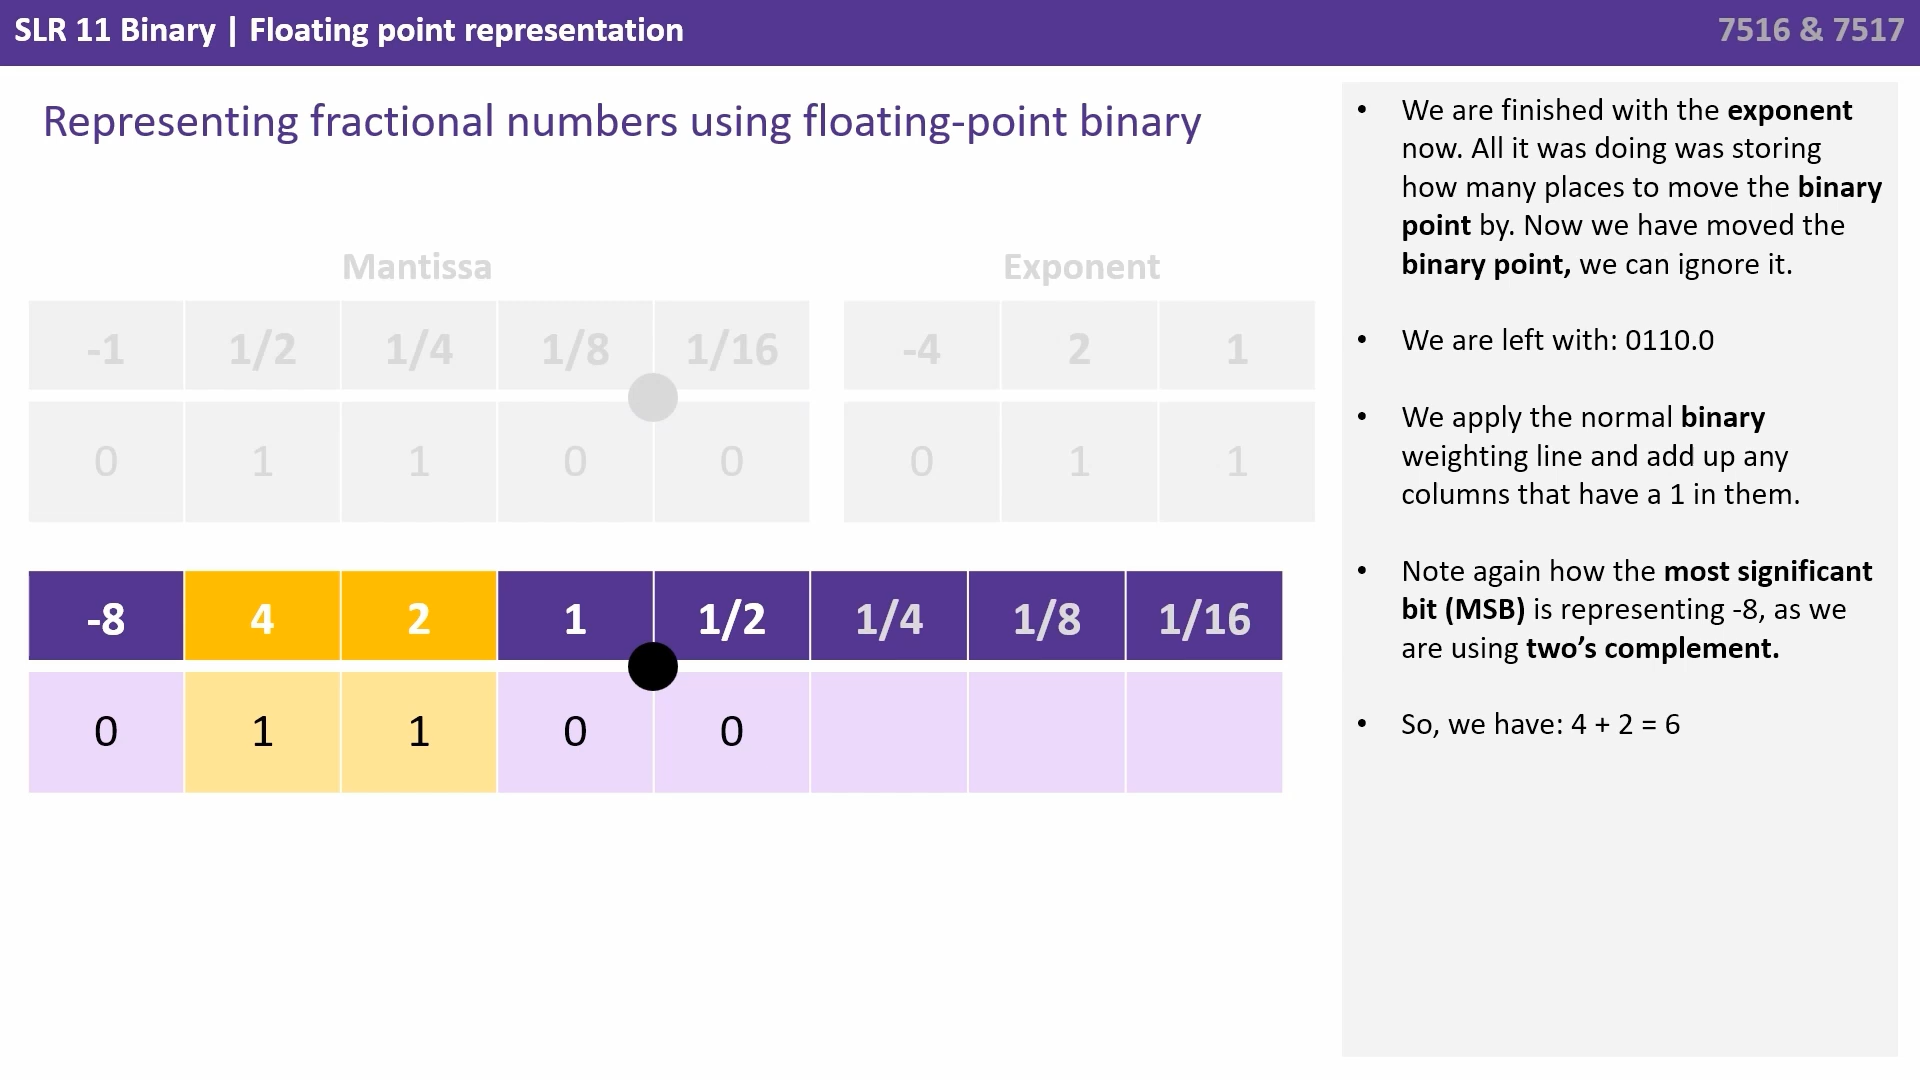 SLR 11 Binary | Floating point representation
7516 & 7517
Representing fractional numbers using floating-point binary
Mantissa
Exponent
-1 1/2 1/4 1/8 1/16
-4 2 1
0 1 1 0 0
0 1 1
-8 4 2 1 1/2 1/4 1/8 1/16
0 1 1 0 0
• We are finished with the exponent
now. All it was doing was storing
how many places to move the binary
point by. Now we have moved the
binary point, we can ignore it.
• We are left with: 0110.0
• We apply the normal binary
weighting line and add up any
columns that have a 1 in them.
• Note again how the most significant
bit (MSB) is representing -8, as we
are using two’s complement.
• So, we have: 4 + 2 = 6